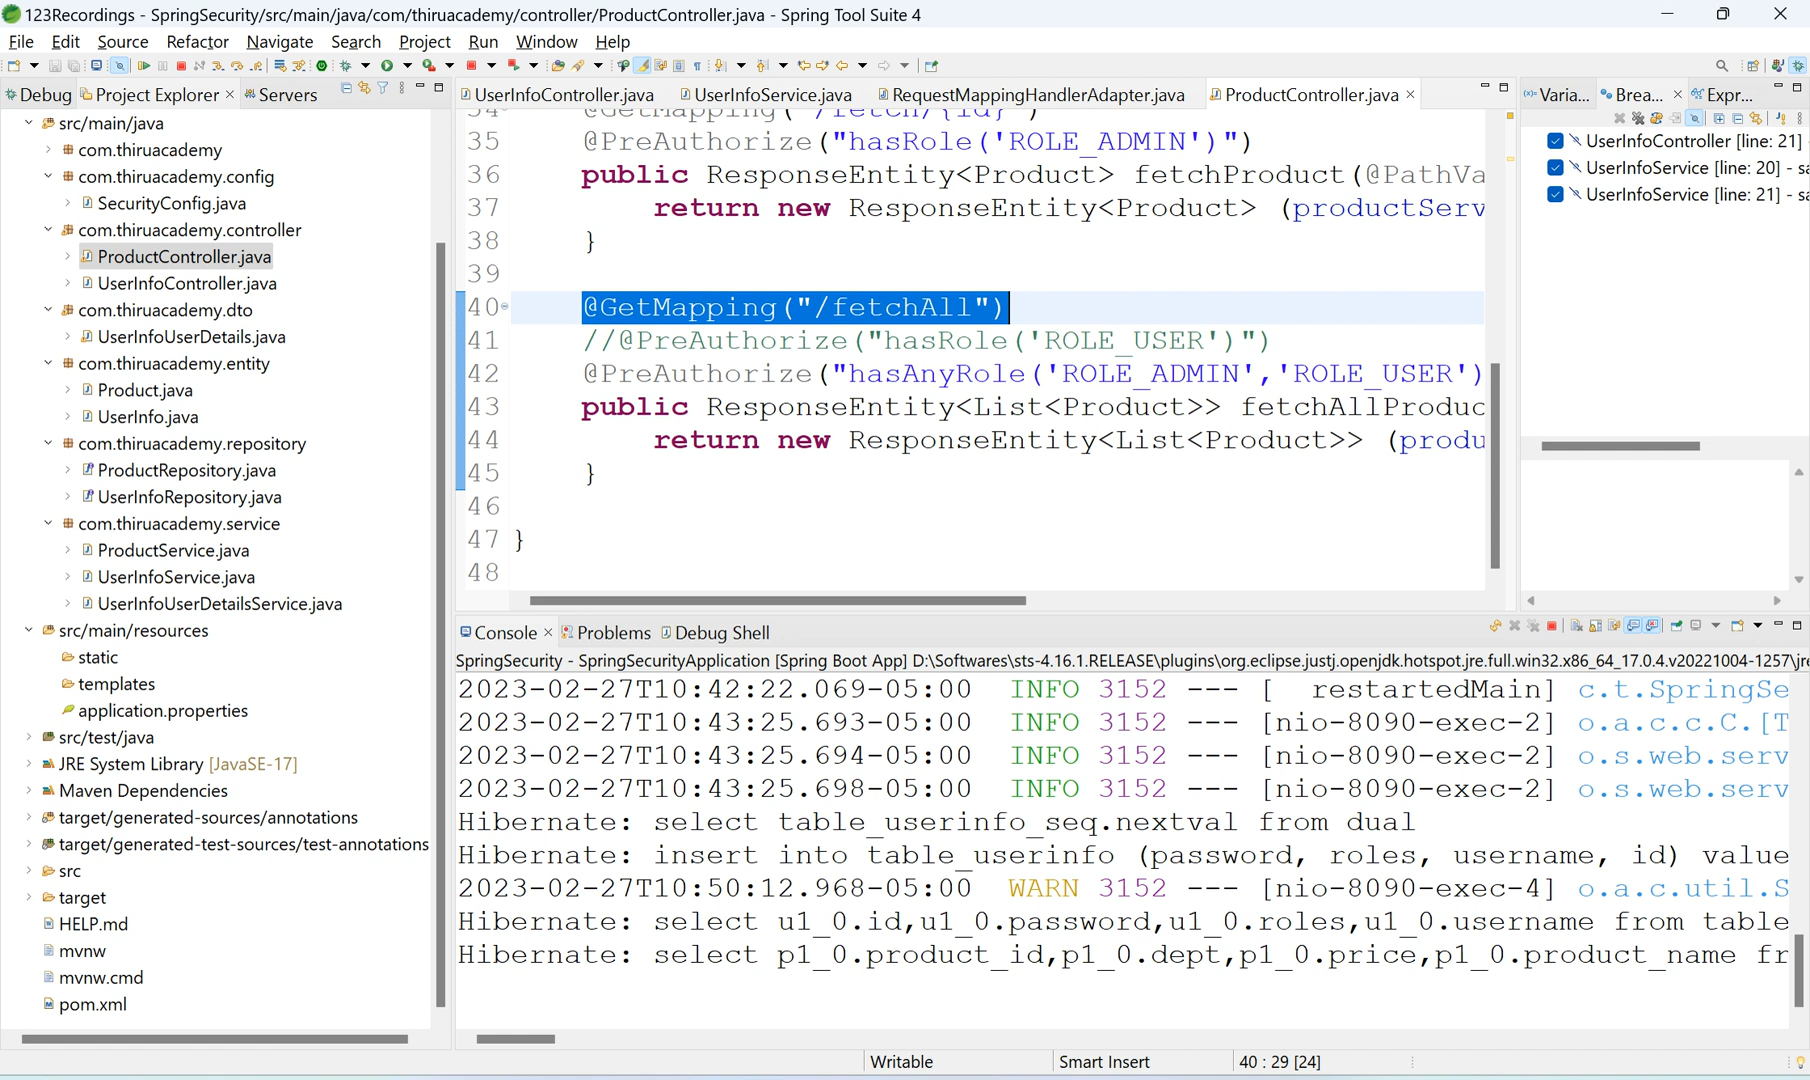 123Recordings - SpringSecurity/src/main/java/com/thiruacademy/controller/ProductController.java - Spring Tool Suite 4
File Edit Source Refactor Navigate Search Project Run Window Help
Debug Project Explorer Servers
src/main/java
com.thiruacademy
com.thiruacademy.config
SecurityConfig.java
com.thiruacademy.controller
ProductController.java
UserInfoController.java
com.thiruacademy.dto
UserInfoUserDetails.java
com.thiruacademy.entity
Product.java
UserInfo.java
com.thiruacademy.repository
ProductRepository.java
UserInfoRepository.java
com.thiruacademy.service
ProductService.java
UserInfoService.java
UserInfoUserDetailsService.java
src/main/resources
static
templates
application.properties
src/test/java
JRE System Library [JavaSE-17]
Maven Dependencies
target/generated-sources/annotations
target/generated-test-sources/test-annotations
src
target
HELP.md
mvnw
mvnw.cmd
pom.xml
UserInfoController.java UserInfoService.java RequestMappingHandlerAdapter.java ProductController.java
34 @GetMapping("/fetch/{id}")
35 @PreAuthorize("hasRole('ROLE_ADMIN')")
36 public ResponseEntity<Product> fetchProduct(@PathVa
37 return new ResponseEntity<Product> (productServ
38 }
39
40 @GetMapping("/fetchAll")
41 //@PreAuthorize("hasRole('ROLE_USER')")
42 @PreAuthorize("hasAnyRole('ROLE_ADMIN','ROLE_USER')
43 public ResponseEntity<List<Product>> fetchAllProduc
44 return new ResponseEntity<List<Product>> (produ
45 }
46
47 }
48
Varia... Brea... Expr...
UserInfoController [line: 21]
UserInfoService [line: 20] - sa
UserInfoService [line: 21] - sa
Console Problems Debug Shell
SpringSecurity - SpringSecurityApplication [Spring Boot App] D:\Softwares\sts-4.16.1.RELEASE\plugins\org.eclipse.justj.openjdk.hotspot.jre.full.win32.x86_64_17.0.4.v20221004-1257\jre
2023-02-27T10:42:22.069-05:00 INFO 3152 --- [ restartedMain] c.t.SpringSe
2023-02-27T10:43:25.693-05:00 INFO 3152 --- [nio-8090-exec-2] o.a.c.c.C.[T
2023-02-27T10:43:25.694-05:00 INFO 3152 --- [nio-8090-exec-2] o.s.web.serv
2023-02-27T10:43:25.698-05:00 INFO 3152 --- [nio-8090-exec-2] o.s.web.serv
Hibernate: select table_userinfo_seq.nextval from dual
Hibernate: insert into table_userinfo (password, roles, username, id) value
2023-02-27T10:50:12.968-05:00 WARN 3152 --- [nio-8090-exec-4] o.a.c.util.S
Hibernate: select u1_0.id,u1_0.password,u1_0.roles,u1_0.username from table
Hibernate: select p1_0.product_id,p1_0.dept,p1_0.price,p1_0.product_name fr
Writable Smart Insert 40 : 29 [24]